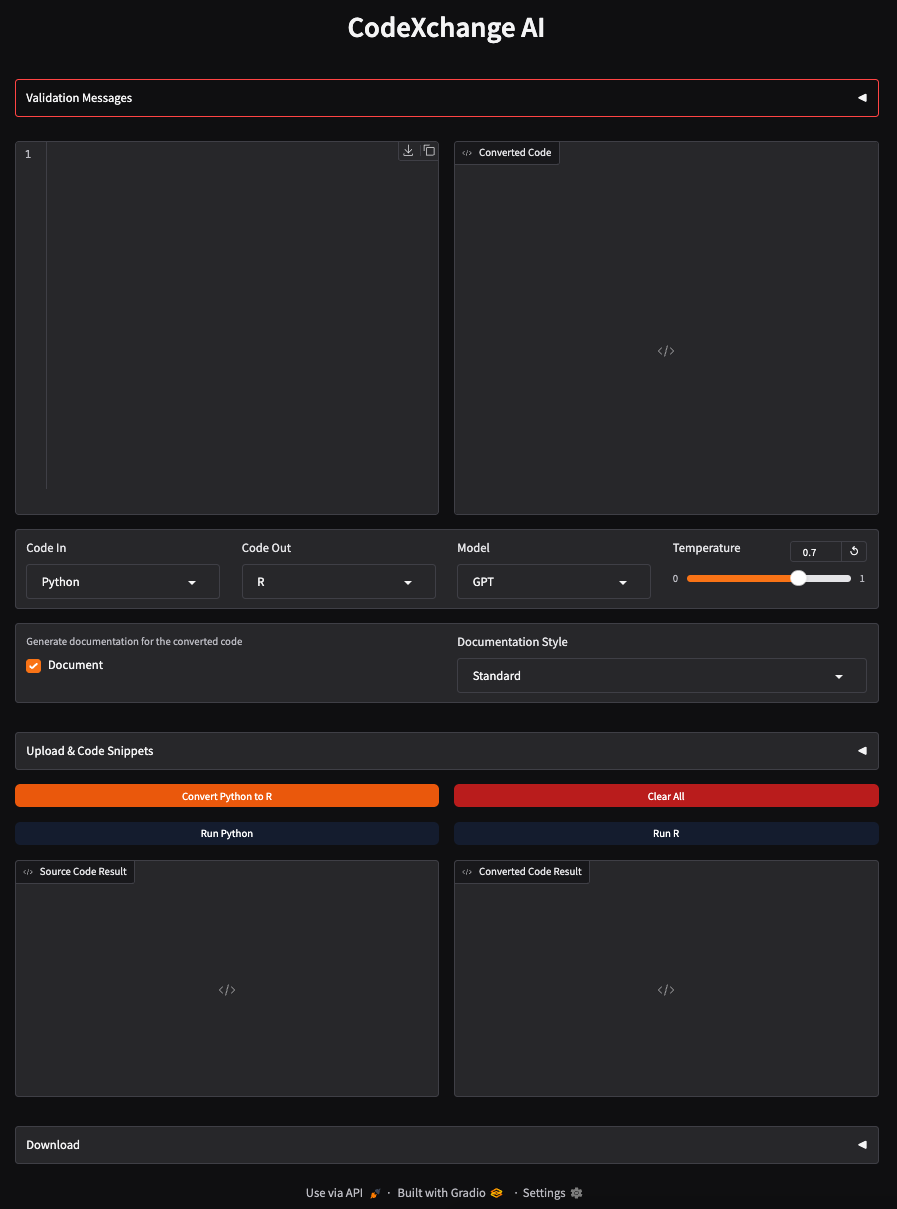 CodeXchange AI
Validation Messages
1
Converted Code
Code In
Code Out
Model
Temperature
0.7
Python
R
GPT
0
1
Generate documentation for the converted code
Document
Documentation Style
Standard
Upload & Code Snippets
Convert Python to R
Clear All
Run Python
Run R
Source Code Result
Converted Code Result
Download
Use via API · Built with Gradio · Settings